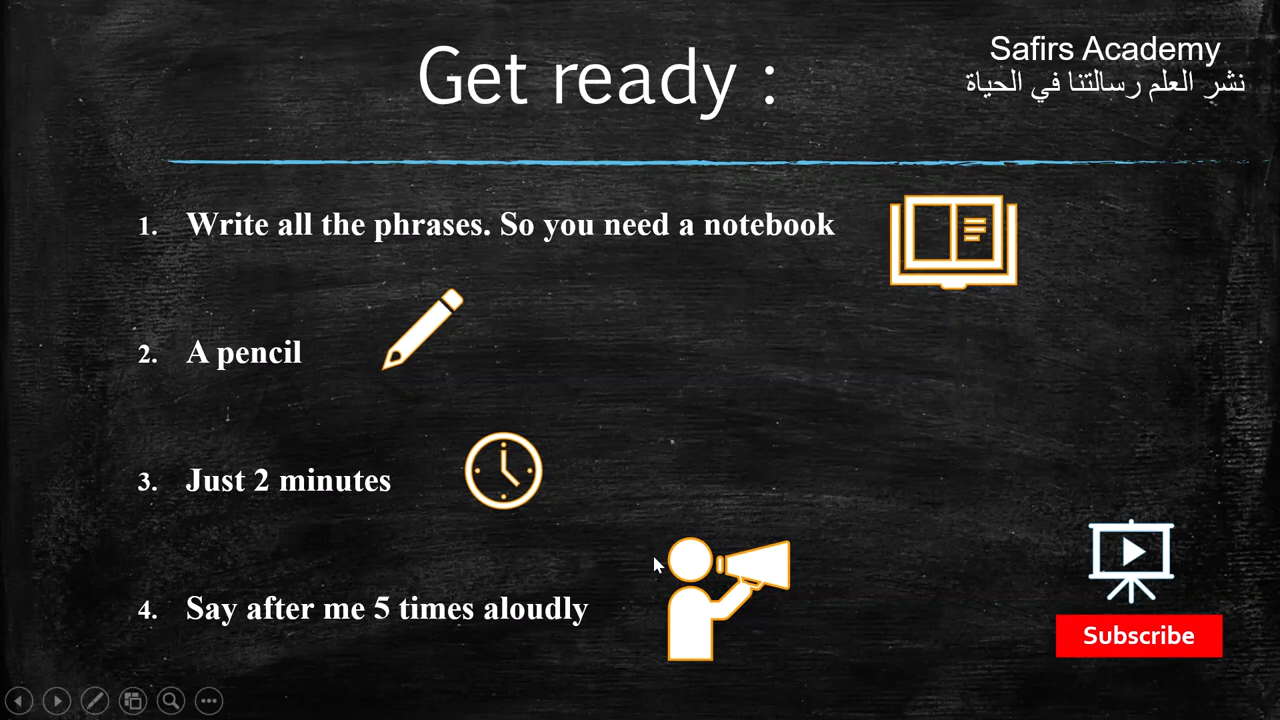 Get ready :
Safirs Academy
نشر العلم رسالتنا في الحياة
1. Write all the phrases. So you need a notebook
2. A pencil
3. Just 2 minutes
4. Say after me 5 times aloudly
Subscribe